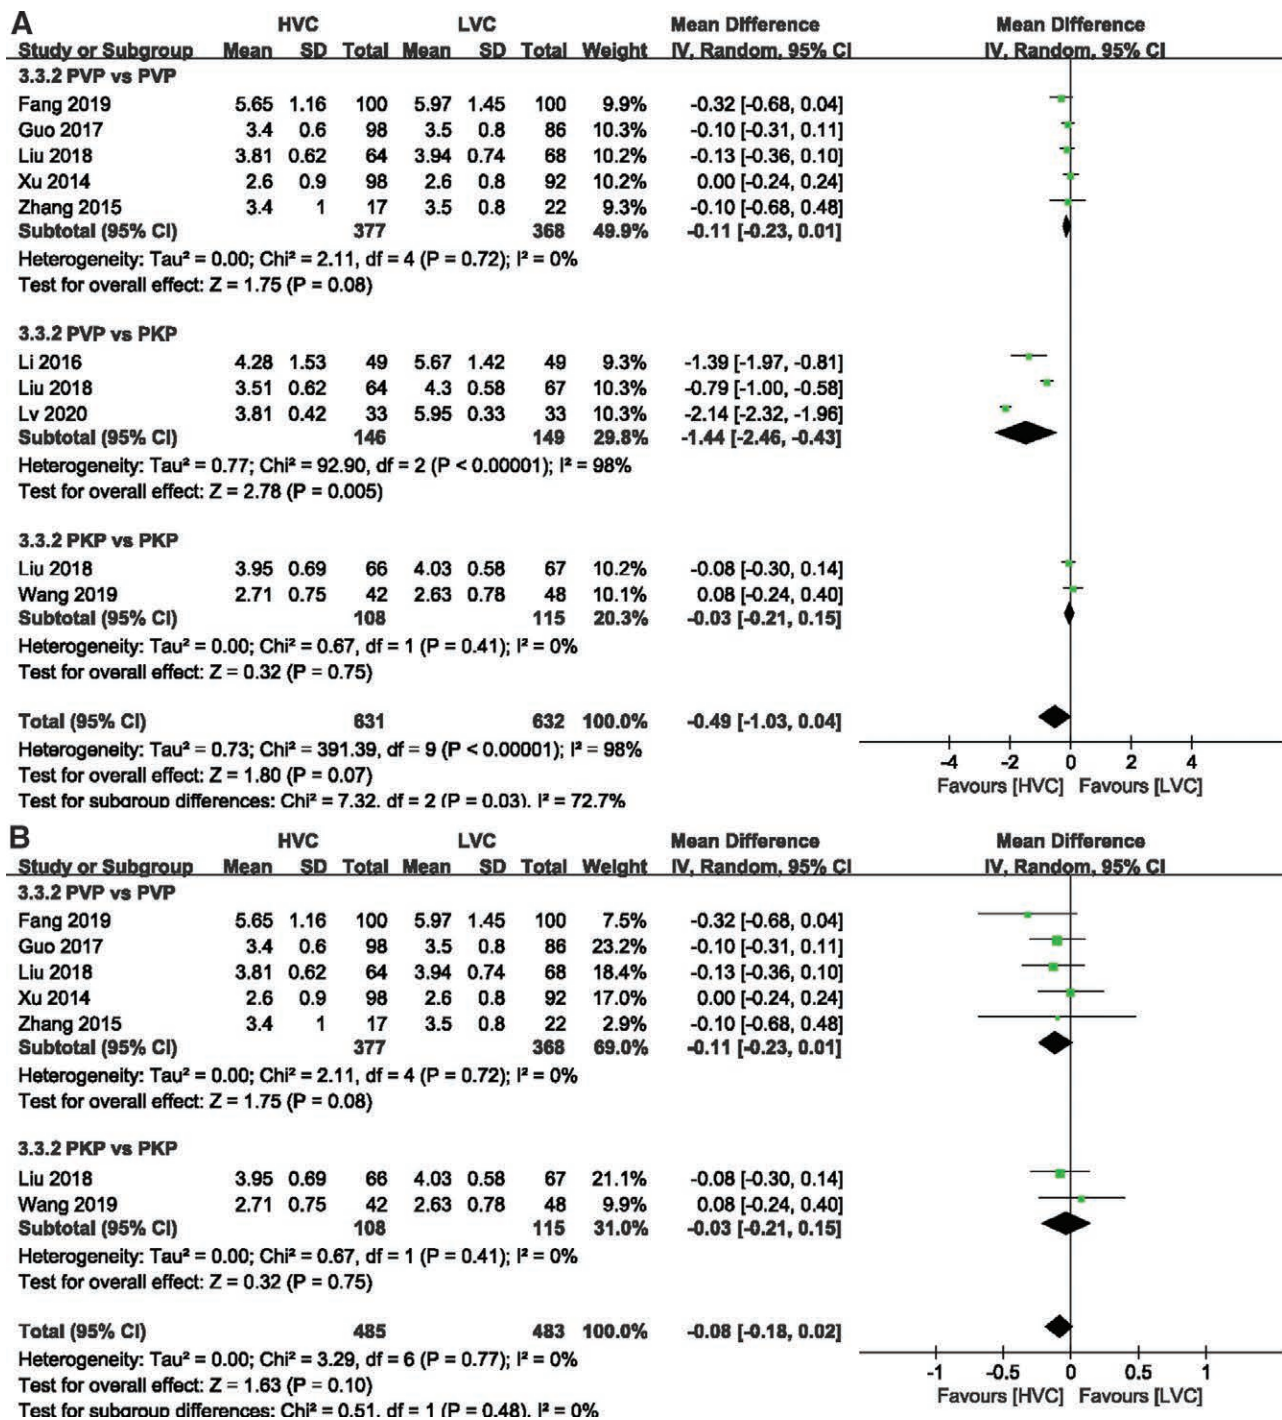 A
HVC LVC Mean Difference Mean Difference
Study or Subgroup Mean SD Total Mean SD Total Weight IV, Random, 95% CI IV, Random, 95% CI
3.3.2 PVP vs PVP
Fang 2019 5.65 1.16 100 5.97 1.45 100 9.9% -0.32 [-0.68, 0.04]
Guo 2017 3.4 0.6 98 3.5 0.8 86 10.3% -0.10 [-0.31, 0.11]
Liu 2018 3.81 0.62 64 3.94 0.74 68 10.2% -0.13 [-0.36, 0.10]
Xu 2014 2.6 0.9 98 2.6 0.8 92 10.2% 0.00 [-0.24, 0.24]
Zhang 2015 3.4 1 17 3.5 0.8 22 9.3% -0.10 [-0.68, 0.48]
Subtotal (95% CI) 377 368 49.9% -0.11 [-0.23, 0.01]
Heterogeneity: Tau² = 0.00; Chi² = 2.11, df = 4 (P = 0.72); I² = 0%
Test for overall effect: Z = 1.75 (P = 0.08)
3.3.2 PVP vs PKP
Li 2016 4.28 1.53 49 5.67 1.42 49 9.3% -1.39 [-1.97, -0.81]
Liu 2018 3.51 0.62 64 4.3 0.58 67 10.3% -0.79 [-1.00, -0.58]
Lv 2020 3.81 0.42 33 5.95 0.33 33 10.3% -2.14 [-2.32, -1.96]
Subtotal (95% CI) 146 149 29.8% -1.44 [-2.46, -0.43]
Heterogeneity: Tau² = 0.77; Chi² = 92.90, df = 2 (P < 0.00001); I² = 98%
Test for overall effect: Z = 2.78 (P = 0.005)
3.3.2 PKP vs PKP
Liu 2018 3.95 0.69 66 4.03 0.58 67 10.2% -0.08 [-0.30, 0.14]
Wang 2019 2.71 0.75 42 2.63 0.78 48 10.1% 0.08 [-0.24, 0.40]
Subtotal (95% CI) 108 115 20.3% -0.03 [-0.21, 0.15]
Heterogeneity: Tau² = 0.00; Chi² = 0.67, df = 1 (P = 0.41); I² = 0%
Test for overall effect: Z = 0.32 (P = 0.75)
Total (95% CI) 631 632 100.0% -0.49 [-1.03, 0.04]
Heterogeneity: Tau² = 0.73; Chi² = 391.39, df = 9 (P < 0.00001); I² = 98%
Test for overall effect: Z = 1.80 (P = 0.07)
Test for subgroup differences: Chi² = 7.32, df = 2 (P = 0.03), I² = 72.7%
-4 -2 0 2 4
Favours [HVC] Favours [LVC]
B
HVC LVC Mean Difference Mean Difference
Study or Subgroup Mean SD Total Mean SD Total Weight IV, Random, 95% CI IV, Random, 95% CI
3.3.2 PVP vs PVP
Fang 2019 5.65 1.16 100 5.97 1.45 100 7.5% -0.32 [-0.68, 0.04]
Guo 2017 3.4 0.6 98 3.5 0.8 86 23.2% -0.10 [-0.31, 0.11]
Liu 2018 3.81 0.62 64 3.94 0.74 68 18.4% -0.13 [-0.36, 0.10]
Xu 2014 2.6 0.9 98 2.6 0.8 92 17.0% 0.00 [-0.24, 0.24]
Zhang 2015 3.4 1 17 3.5 0.8 22 2.9% -0.10 [-0.68, 0.48]
Subtotal (95% CI) 377 368 69.0% -0.11 [-0.23, 0.01]
Heterogeneity: Tau² = 0.00; Chi² = 2.11, df = 4 (P = 0.72); I² = 0%
Test for overall effect: Z = 1.75 (P = 0.08)
3.3.2 PKP vs PKP
Liu 2018 3.95 0.69 66 4.03 0.58 67 21.1% -0.08 [-0.30, 0.14]
Wang 2019 2.71 0.75 42 2.63 0.78 48 9.9% 0.08 [-0.24, 0.40]
Subtotal (95% CI) 108 115 31.0% -0.03 [-0.21, 0.15]
Heterogeneity: Tau² = 0.00; Chi² = 0.67, df = 1 (P = 0.41); I² = 0%
Test for overall effect: Z = 0.32 (P = 0.75)
Total (95% CI) 485 483 100.0% -0.08 [-0.18, 0.02]
Heterogeneity: Tau² = 0.00; Chi² = 3.29, df = 6 (P = 0.77); I² = 0%
Test for overall effect: Z = 1.63 (P = 0.10)
Test for subgroup differences: Chi² = 0.51, df = 1 (P = 0.48), I² = 0%
-1 -0.5 0 0.5 1
Favours [HVC] Favours [LVC]